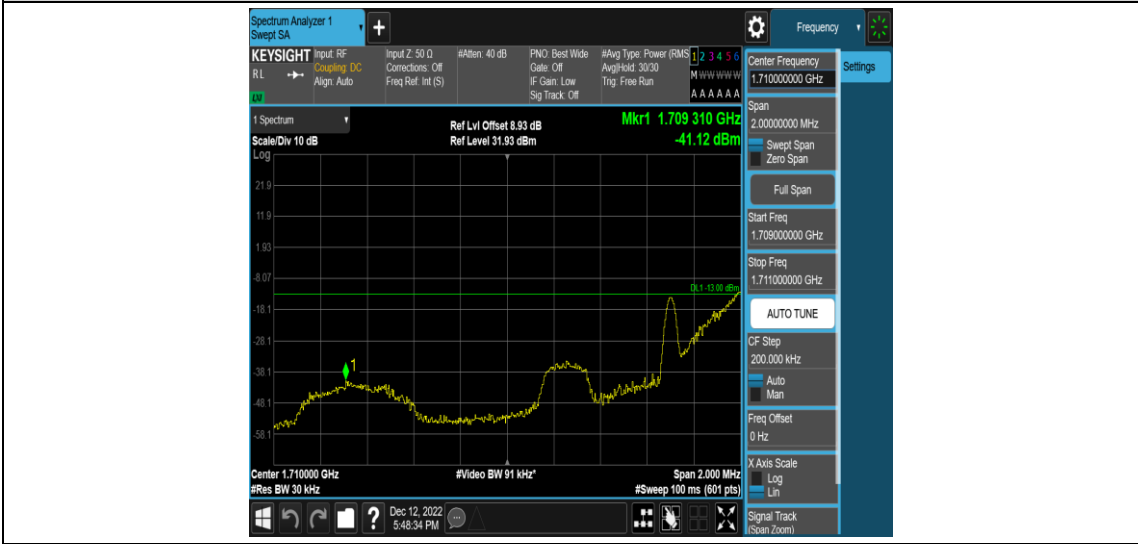 Spectrum Analyzer 1
Swept SA
Frequency
KEYSIGHT
RL
Input: RF
Coupling: DC
Align: Auto
Input Z: 50 Ω
Corrections: Off
Freq Ref: Int (S)
#Atten: 40 dB
PNO: Best Wide
Gate: Off
IF Gain: Low
Sig Track: Off
#Avg Type: Power (RMS
Avg|Hold: 30/30
Trig: Free Run
1 2 3 4 5 6
M W W W W W
A A A A A A
Settings
1 Spectrum
Scale/Div 10 dB
Log
Ref Lvl Offset 8.93 dB
Ref Level 31.93 dBm
Mkr1 1.709 310 GHz
-41.12 dBm
21.9
11.9
1.93
-8.07
-18.1
-28.1
-38.1
-48.1
-58.1
DL1 -13.00 dBm
1
Center 1.710000 GHz
#Res BW 30 kHz
#Video BW 91 kHz*
Span 2.000 MHz
#Sweep 100 ms (601 pts)
Center Frequency
1.710000000 GHz
Span
2.00000000 MHz
Swept Span
Zero Span
Full Span
Start Freq
1.709000000 GHz
Stop Freq
1.711000000 GHz
AUTO TUNE
CF Step
200.000 kHz
Auto
Man
Freq Offset
0 Hz
X Axis Scale
Log
Lin
Signal Track
(Span Zoom)
?
Dec 12, 2022
5:48:34 PM